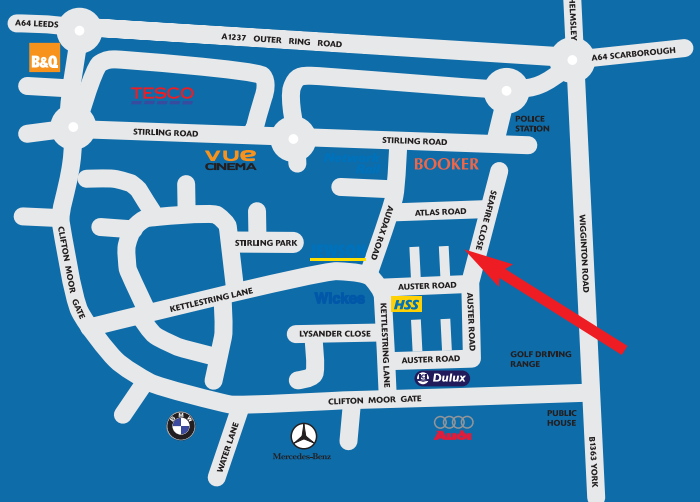 HELMSLEY
A64 LEEDS
A1237 OUTER RING ROAD
A64 SCARBOROUGH
B&Q
TESCO
POLICE
STATION
STIRLING ROAD
STIRLING ROAD
VUE
CINEMA
BOOKER
SEAFIRE CLOSE
ATLAS ROAD
AUDAX ROAD
WIGGINTON ROAD
CLIFTON MOOR GATE
STIRLING PARK
KETTLESTRING LANE
AUSTER ROAD
Wickes
HSS
AUSTER ROAD
KETTLESTRING LANE
LYSANDER CLOSE
AUSTER ROAD
GOLF DRIVING
RANGE
Dulux
CLIFTON MOOR GATE
PUBLIC
HOUSE
BMW
WATER LANE
Mercedes-Benz
Audi
B1363 YORK